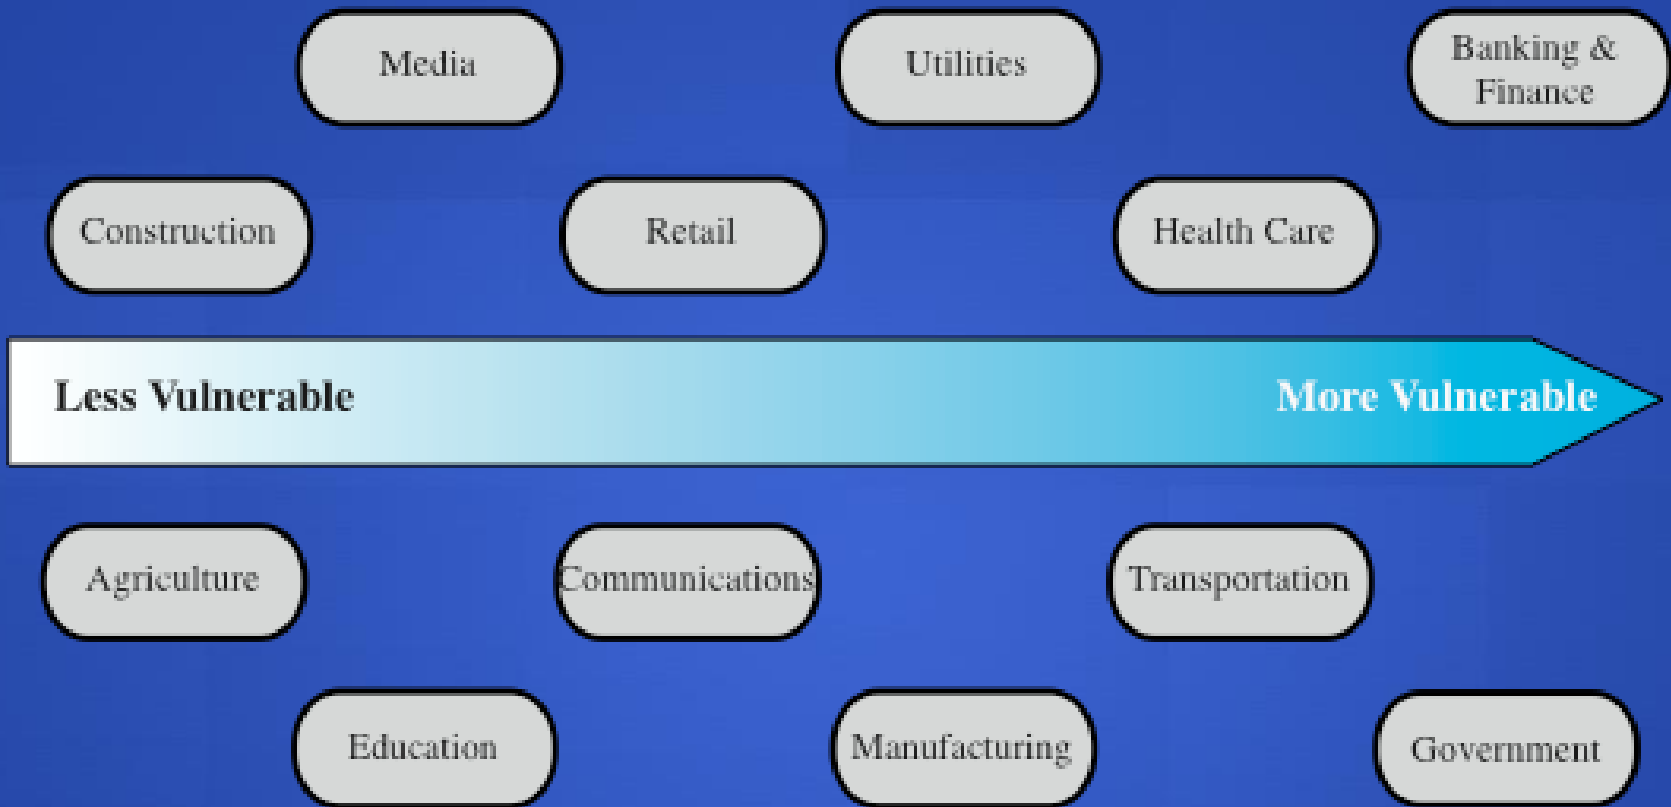 Media
Utilities
Banking &
Finance
Construction
Retail
Health Care
Less Vulnerable
More Vulnerable
Agriculture
Communications
Transportation
Education
Manufacturing
Government